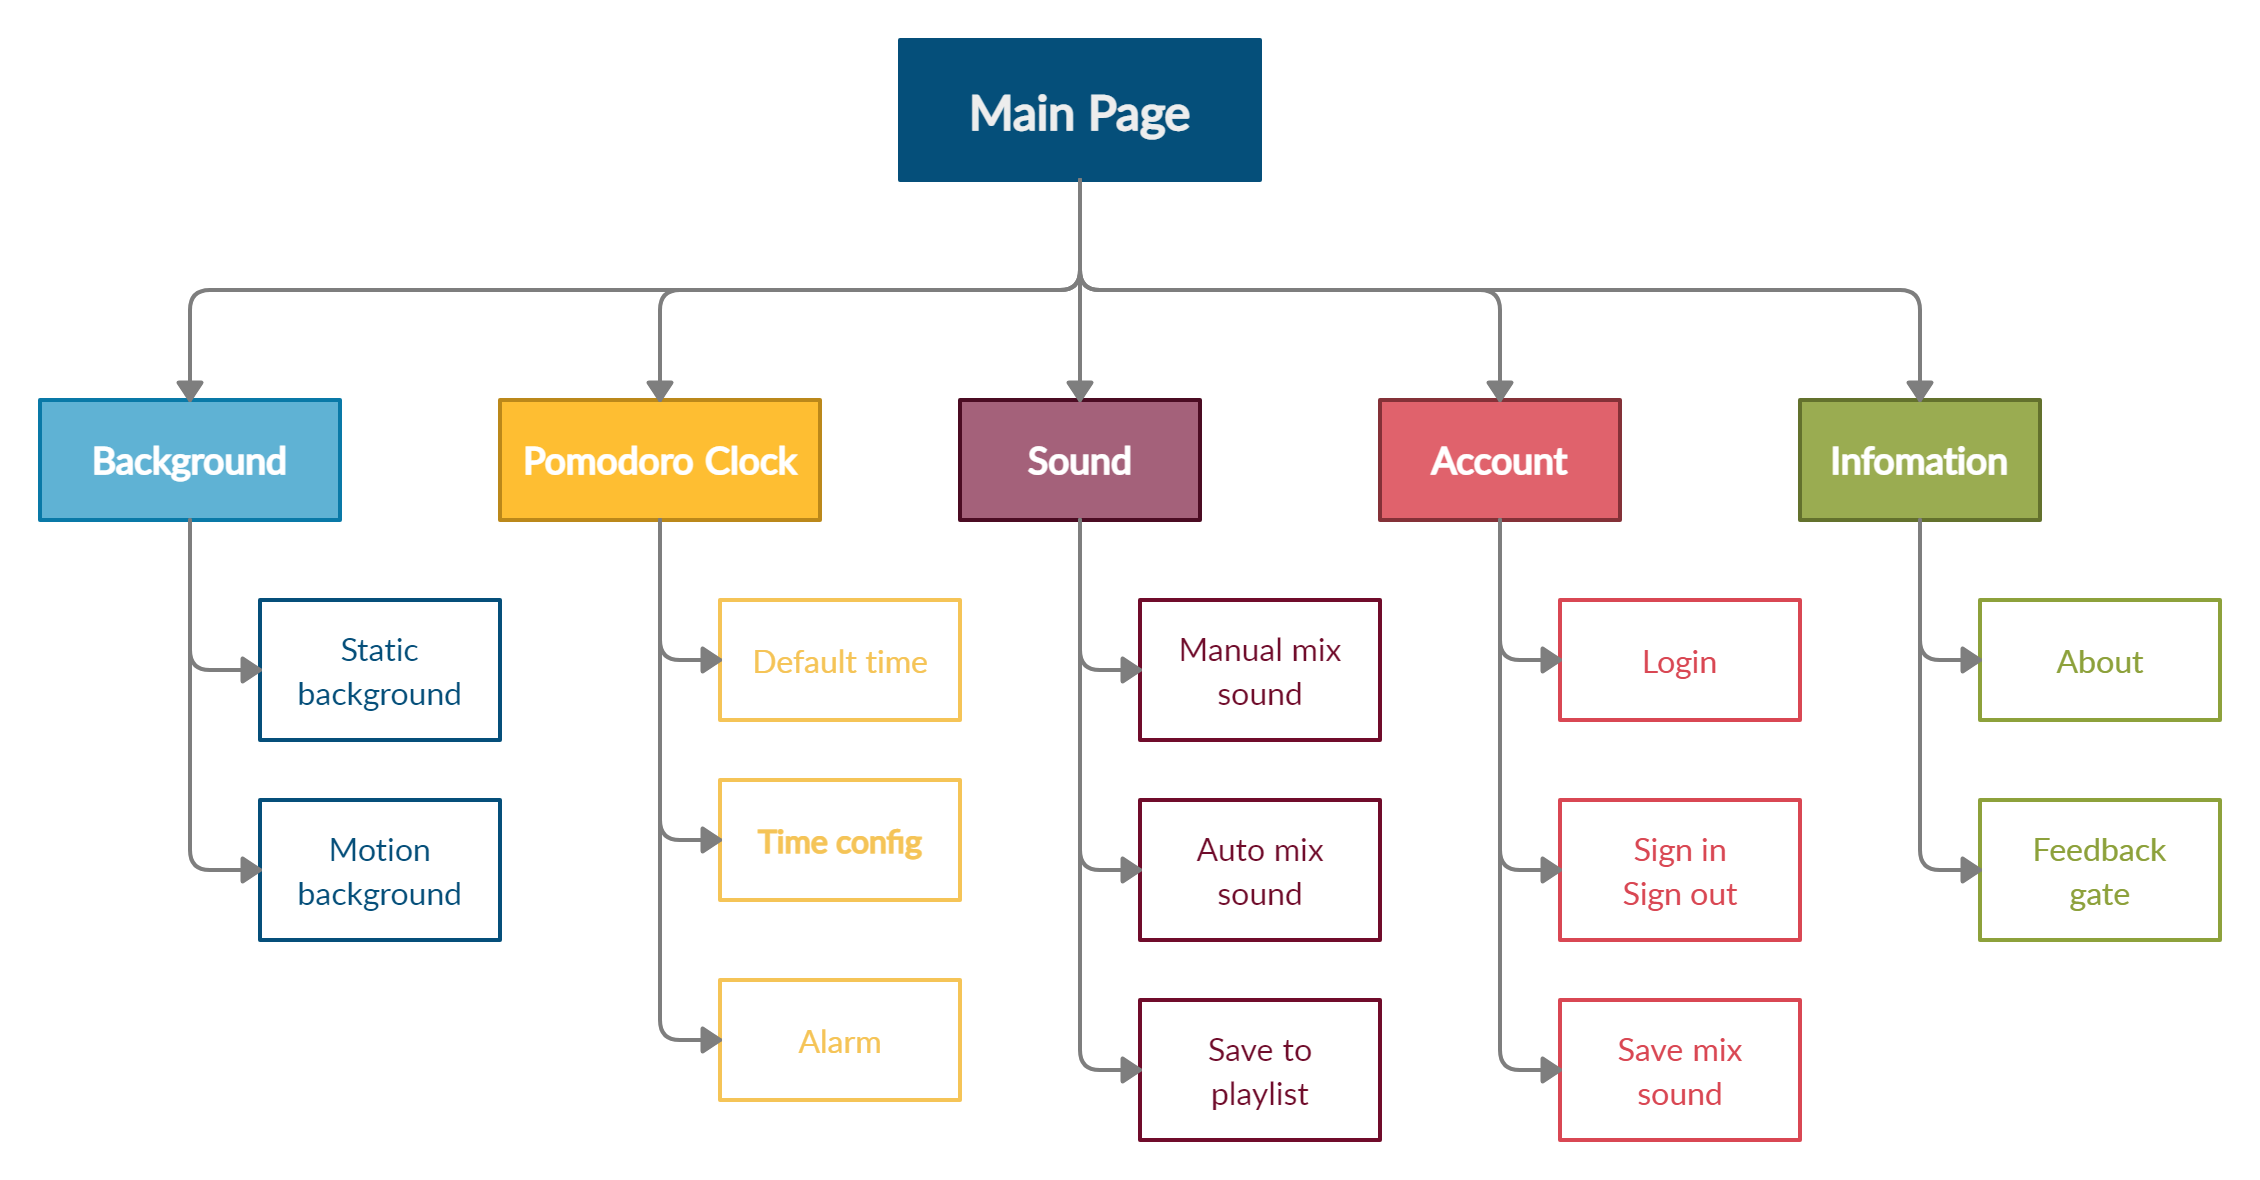 Main Page
Background
Pomodoro Clock
Sound
Account
Infomation
Static
background
Motion
background
Default time
Time config
Alarm
Manual mix
sound
Auto mix
sound
Save to
playlist
Login
Sign in
Sign out
Save mix
sound
About
Feedback
gate